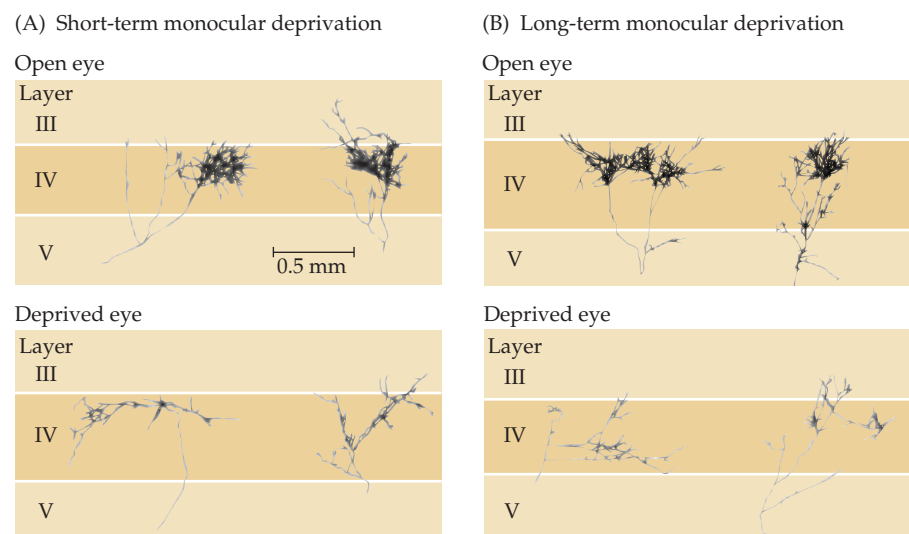 (A) Short-term monocular deprivation
Open eye
Layer
III
IV
V
0.5 mm
Deprived eye
Layer
III
IV
V
(B) Long-term monocular deprivation
Open eye
Layer
III
IV
V
Deprived eye
Layer
III
IV
V